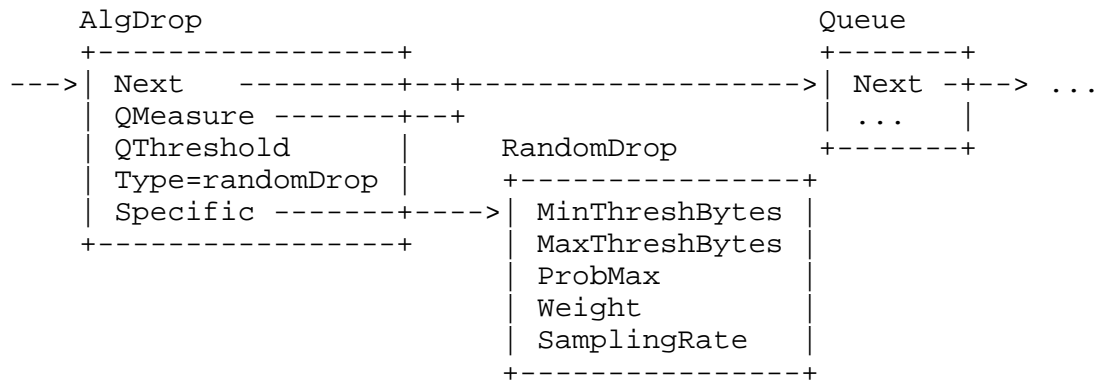 AlgDrop                                           Queue
     +-----------------+                               +-------+
---->| Next   ---------+--+-------------------------->| Next -+--> ...
     | QMeasure -------+--+                            | ...   |
     | QThreshold      |      RandomDrop               +-------+
     | Type=randomDrop |      +----------------+
     | Specific -------+----->| MinThreshBytes |
     +-----------------+      | MaxThreshBytes |
                              | ProbMax        |
                              | Weight         |
                              | SamplingRate   |
                              +----------------+